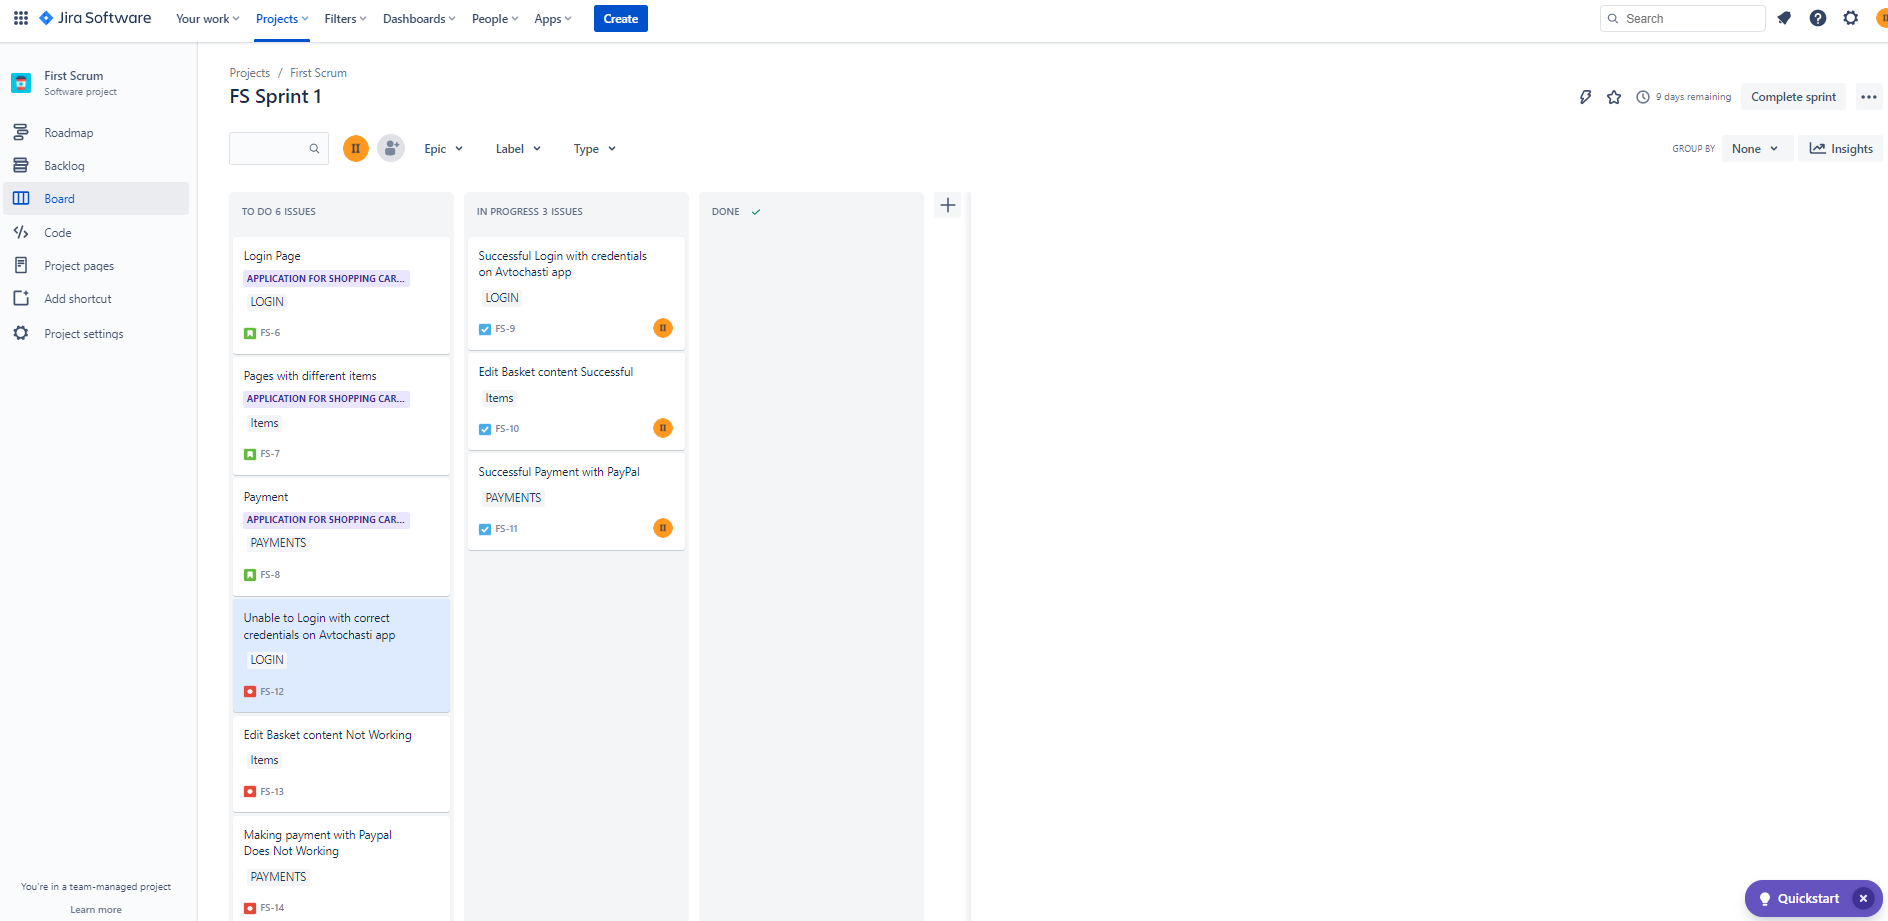 Jira Software
Your work
Projects
Filters
Dashboards
People
Apps
Create
Search
II
First Scrum
Software project
Roadmap
Backlog
Board
Code
Project pages
Add shortcut
Project settings
You're in a team-managed project
Learn more
Projects / First Scrum
FS Sprint 1
9 days remaining
Complete sprint
II
Epic
Label
Type
GROUP BY
None
Insights
TO DO 6 ISSUES
Login Page
APPLICATION FOR SHOPPING CAR...
LOGIN
FS-6
Pages with different items
APPLICATION FOR SHOPPING CAR...
Items
FS-7
Payment
APPLICATION FOR SHOPPING CAR...
PAYMENTS
FS-8
Unable to Login with correct
credentials on Avtochasti app
LOGIN
FS-12
Edit Basket content Not Working
Items
FS-13
Making payment with Paypal
Does Not Working
PAYMENTS
FS-14
IN PROGRESS 3 ISSUES
Successful Login with credentials
on Avtochasti app
LOGIN
FS-9
II
Edit Basket content Successful
Items
FS-10
II
Successful Payment with PayPal
PAYMENTS
FS-11
II
DONE
Quickstart